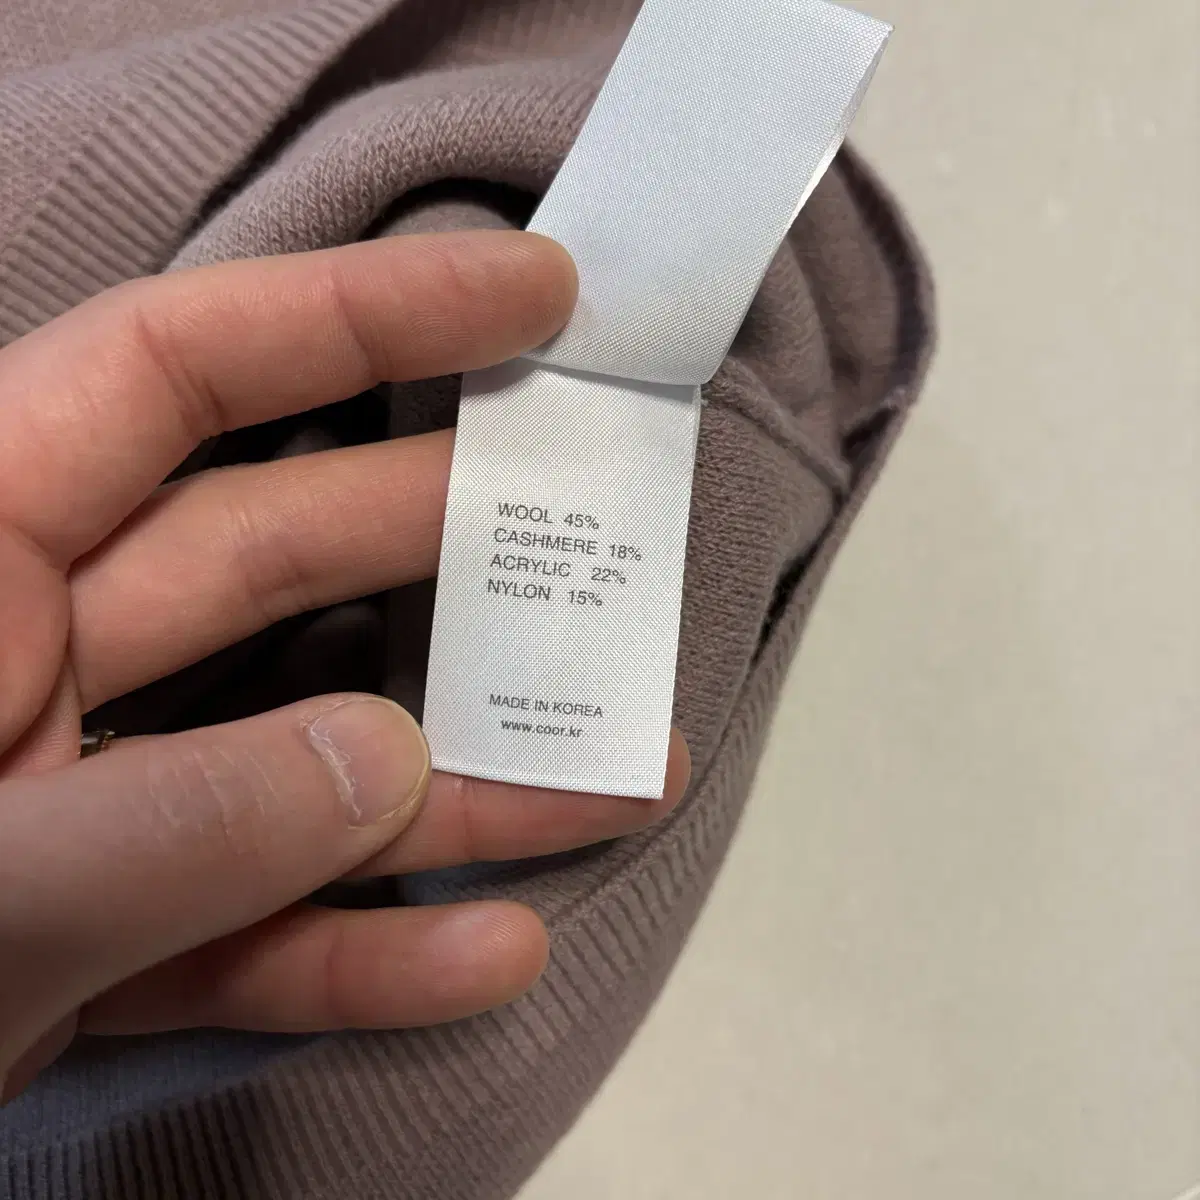 WOOL 45%
CASHMERE 18%
ACRYLIC 22%
NYLON 15%
MADE IN KOREA
www.coor.kr